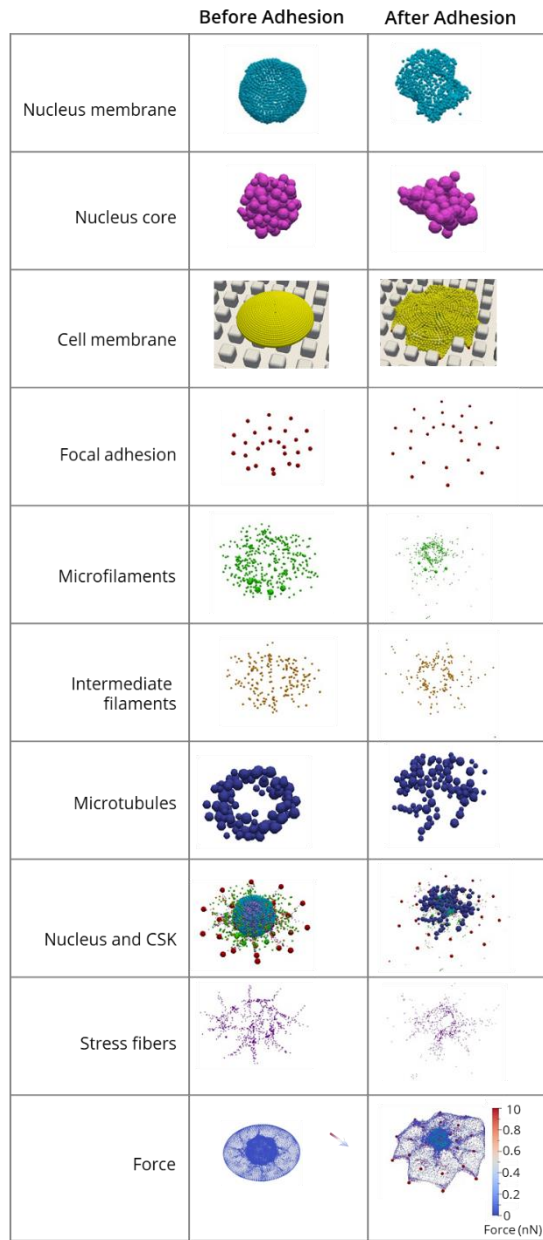 Before Adhesion After Adhesion
Nucleus membrane
Nucleus core
Cell membrane
Focal adhesion
Microfilaments
Intermediate
filaments
Microtubules
Nucleus and CSK
Stress fibers
Force
10
0.8
0.6
0.4
0.2
0
Force (nN)